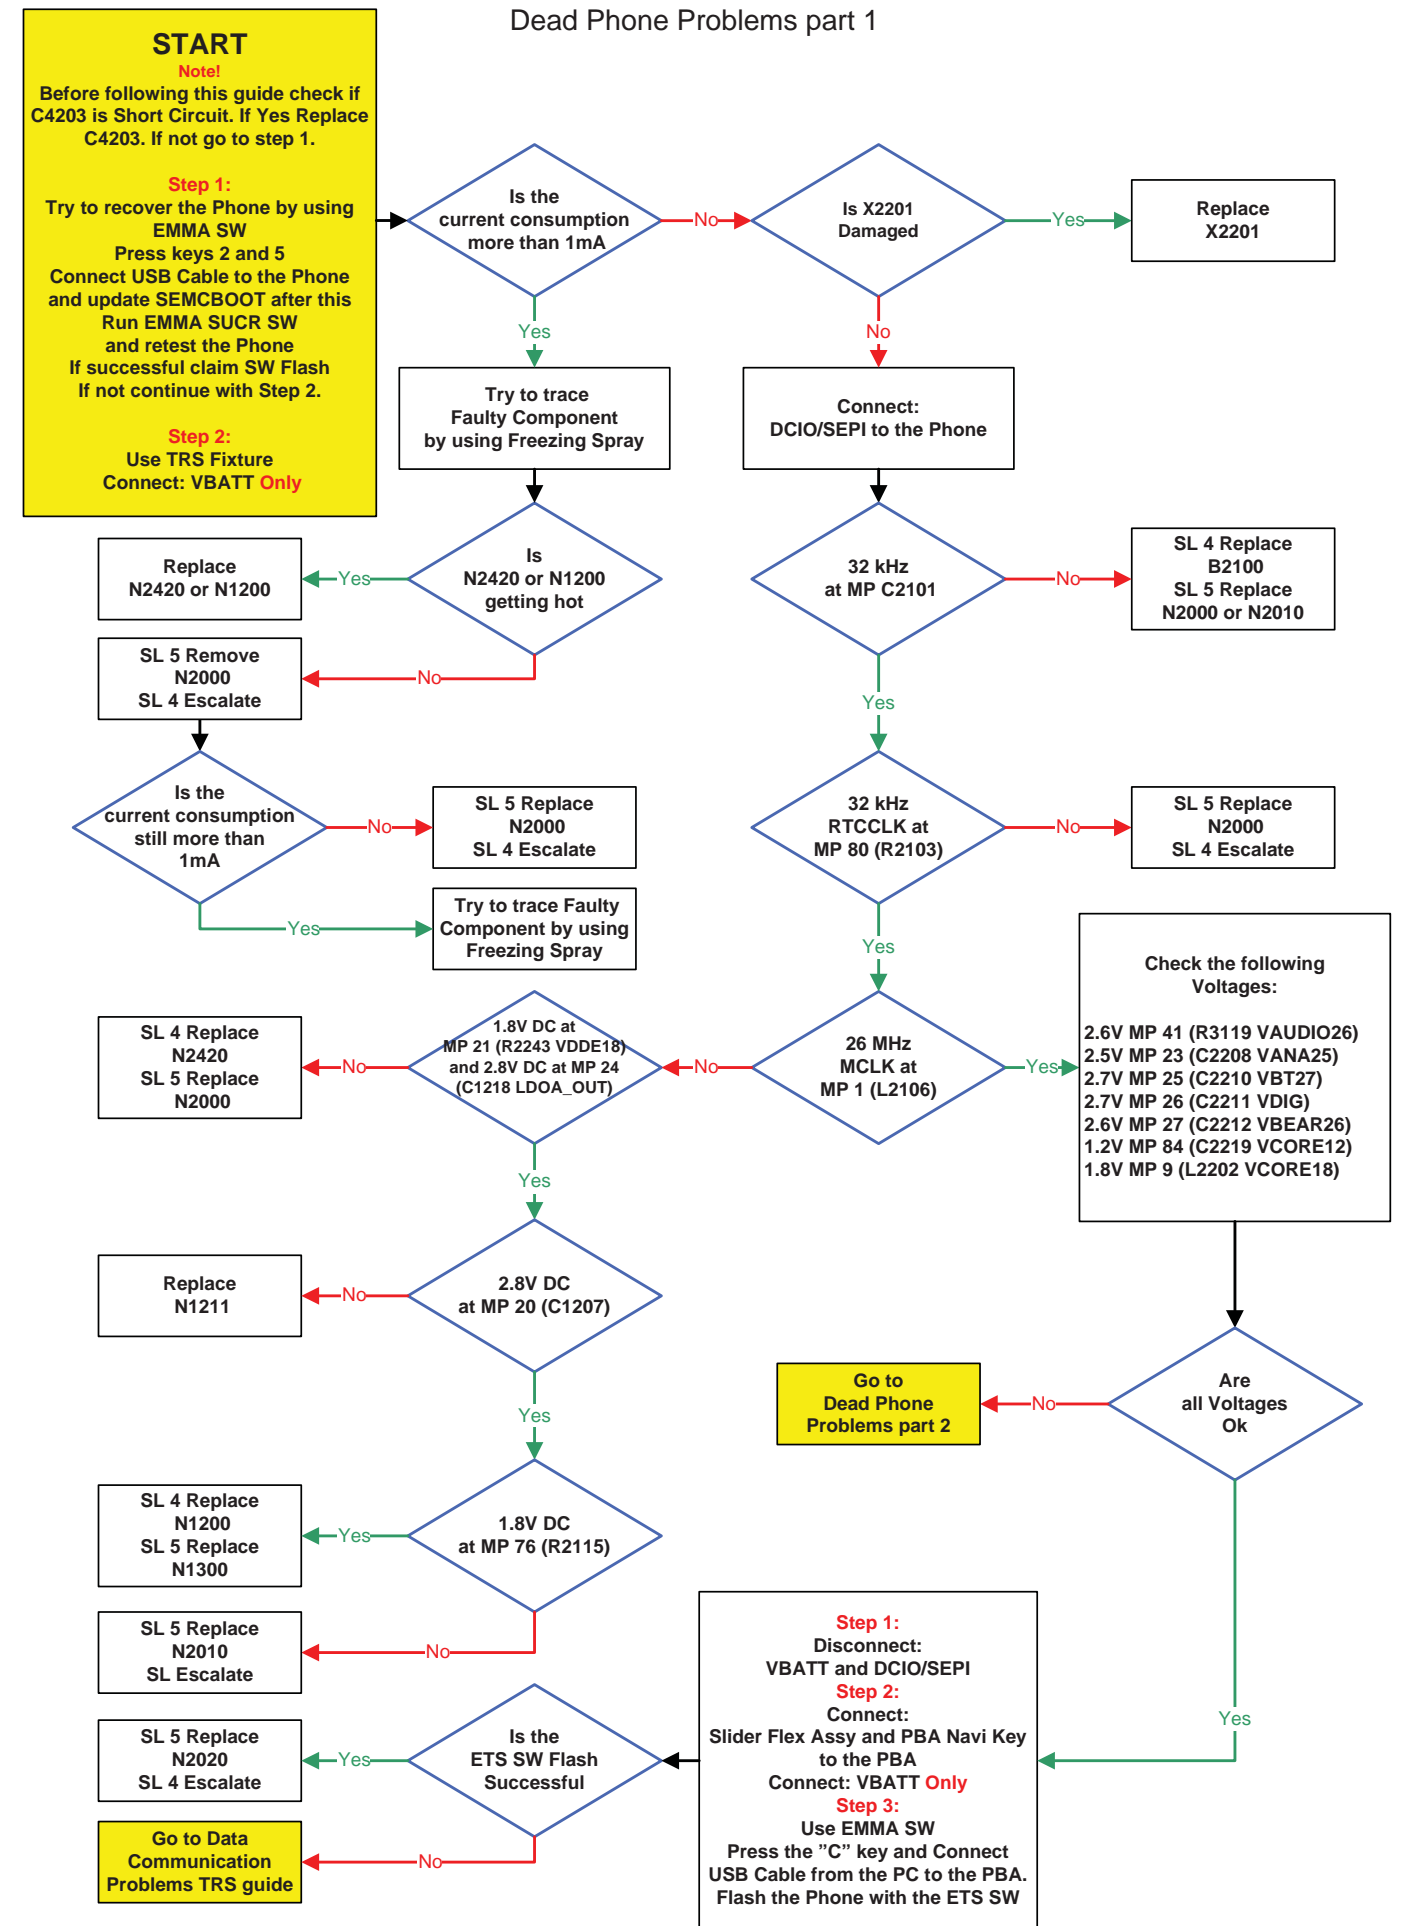 Dead Phone Problems part 1
START
Note!
Before following this guide check if
C4203 is Short Circuit. If Yes Replace
C4203. If not go to step 1.
Step 1:
Try to recover the Phone by using
EMMA SW
Press keys 2 and 5
Connect USB Cable to the Phone
and update SEMCBOOT after this
Run EMMA SUCR SW
and retest the Phone
If successful claim SW Flash
If not continue with Step 2.
Step 2:
Use TRS Fixture
Connect: VBATT Only
Is the
current consumption
more than 1mA
No
Is X2201
Damaged
Yes
Replace
X2201
Yes
No
Try to trace
Faulty Component
by using Freezing Spray
Connect:
DCIO/SEPI to the Phone
Is
N2420 or N1200
getting hot
Yes
Replace
N2420 or N1200
No
SL 5 Remove
N2000
SL 4 Escalate
32 kHz
at MP C2101
No
SL 4 Replace
B2100
SL 5 Replace
N2000 or N2010
Yes
Is the
current consumption
still more than
1mA
No
SL 5 Replace
N2000
SL 4 Escalate
Yes
Try to trace Faulty
Component by using
Freezing Spray
32 kHz
RTCCLK at
MP 80 (R2103)
No
SL 5 Replace
N2000
SL 4 Escalate
Yes
26 MHz
MCLK at
MP 1 (L2106)
No
Yes
Check the following
Voltages:
2.6V MP 41 (R3119 VAUDIO26)
2.5V MP 23 (C2208 VANA25)
2.7V MP 25 (C2210 VBT27)
2.7V MP 26 (C2211 VDIG)
2.6V MP 27 (C2212 VBEAR26)
1.2V MP 84 (C2219 VCORE12)
1.8V MP 9 (L2202 VCORE18)
1.8V DC at
MP 21 (R2243 VDDE18)
and 2.8V DC at MP 24
(C1218 LDOA_OUT)
No
SL 4 Replace
N2420
SL 5 Replace
N2000
Yes
2.8V DC
at MP 20 (C1207)
No
Replace
N1211
Yes
Are
all Voltages
Ok
No
Go to
Dead Phone
Problems part 2
Yes
1.8V DC
at MP 76 (R2115)
Yes
SL 4 Replace
N1200
SL 5 Replace
N1300
No
SL 5 Replace
N2010
SL Escalate
Step 1:
Disconnect:
VBATT and DCIO/SEPI
Step 2:
Connect:
Slider Flex Assy and PBA Navi Key
to the PBA
Connect: VBATT Only
Step 3:
Use EMMA SW
Press the ”C” key and Connect
USB Cable from the PC to the PBA.
Flash the Phone with the ETS SW
Is the
ETS SW Flash
Successful
Yes
SL 5 Replace
N2020
SL 4 Escalate
No
Go to Data
Communication
Problems TRS guide